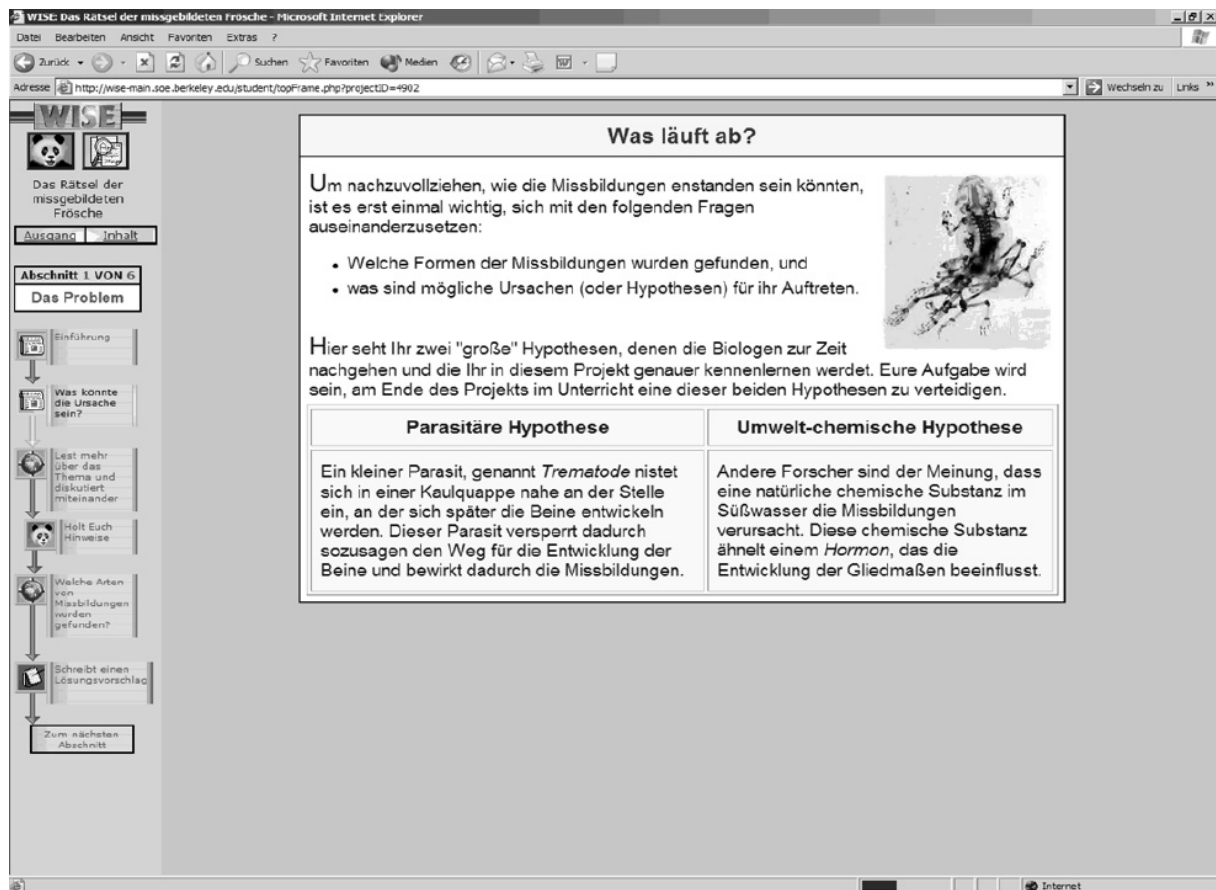 WISE: Das Rätsel der missgebildeten Frösche - Microsoft Internet Explorer
Datei Bearbeiten Ansicht Favoriten Extras ?
Zurück Suchen Favoriten Medien
Adresse http://wise-main.soe.berkeley.edu/student/topFrame.php?projectID=4902 Wechseln zu Links »
WISE
Das Rätsel der
missgebildeten
Frösche
Ausgang Inhalt
Abschnitt 1 VON 6
Das Problem
Einführung
Was könnte
die Ursache
sein?
Lest mehr
über das
Thema und
diskutiert
miteinander
Holt Euch
Hinweise
Welche Arten
von
Missbildungen
wurden
gefunden?
Schreibt einen
Lösungsvorschlag
Zum nächsten
Abschnitt
Was läuft ab?
Um nachzuvollziehen, wie die Missbildungen enstanden sein könnten,
ist es erst einmal wichtig, sich mit den folgenden Fragen
auseinanderzusetzen:
• Welche Formen der Missbildungen wurden gefunden, und
• was sind mögliche Ursachen (oder Hypothesen) für ihr Auftreten.
Hier seht Ihr zwei "große" Hypothesen, denen die Biologen zur Zeit
nachgehen und die Ihr in diesem Projekt genauer kennenlernen werdet. Eure Aufgabe wird
sein, am Ende des Projekts im Unterricht eine dieser beiden Hypothesen zu verteidigen.
Parasitäre Hypothese
Ein kleiner Parasit, genannt Trematode nistet
sich in einer Kaulquappe nahe an der Stelle
ein, an der sich später die Beine entwickeln
werden. Dieser Parasit versperrt dadurch
sozusagen den Weg für die Entwicklung der
Beine und bewirkt dadurch die Missbildungen.
Umwelt-chemische Hypothese
Andere Forscher sind der Meinung, dass
eine natürliche chemische Substanz im
Süßwasser die Missbildungen
verursacht. Diese chemische Substanz
ähnelt einem Hormon, das die
Entwicklung der Gliedmaßen beeinflusst.
Internet